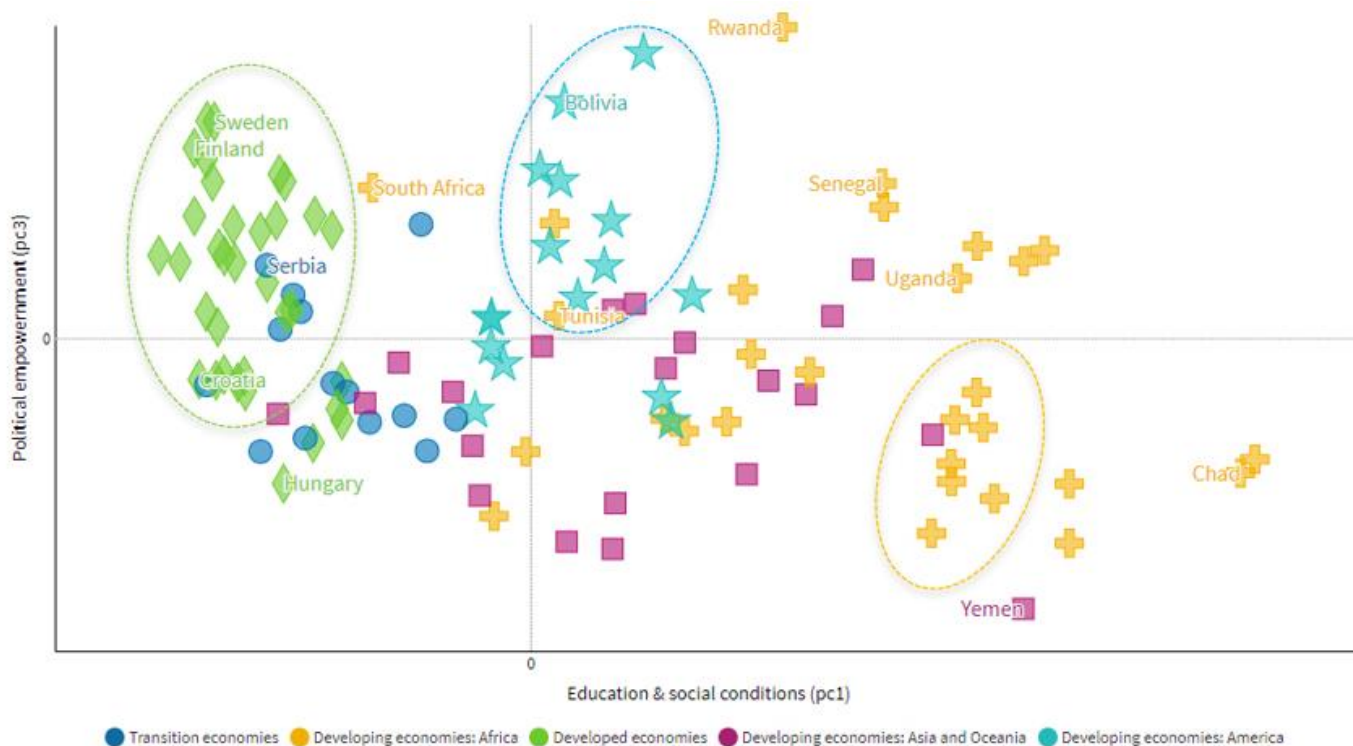 Rwanda
Bolivia
Sweden
Finland
South Africa
Senegal
Serbia
Uganda
Tunisia
0
Croatia
Chad
Hungary
Yemen
Political empowernment (pc3)
0
Education & social conditions (pc1)
Transition economies
Developing economies: Africa
Developed economies
Developing economies: Asia and Oceania
Developing economies: America